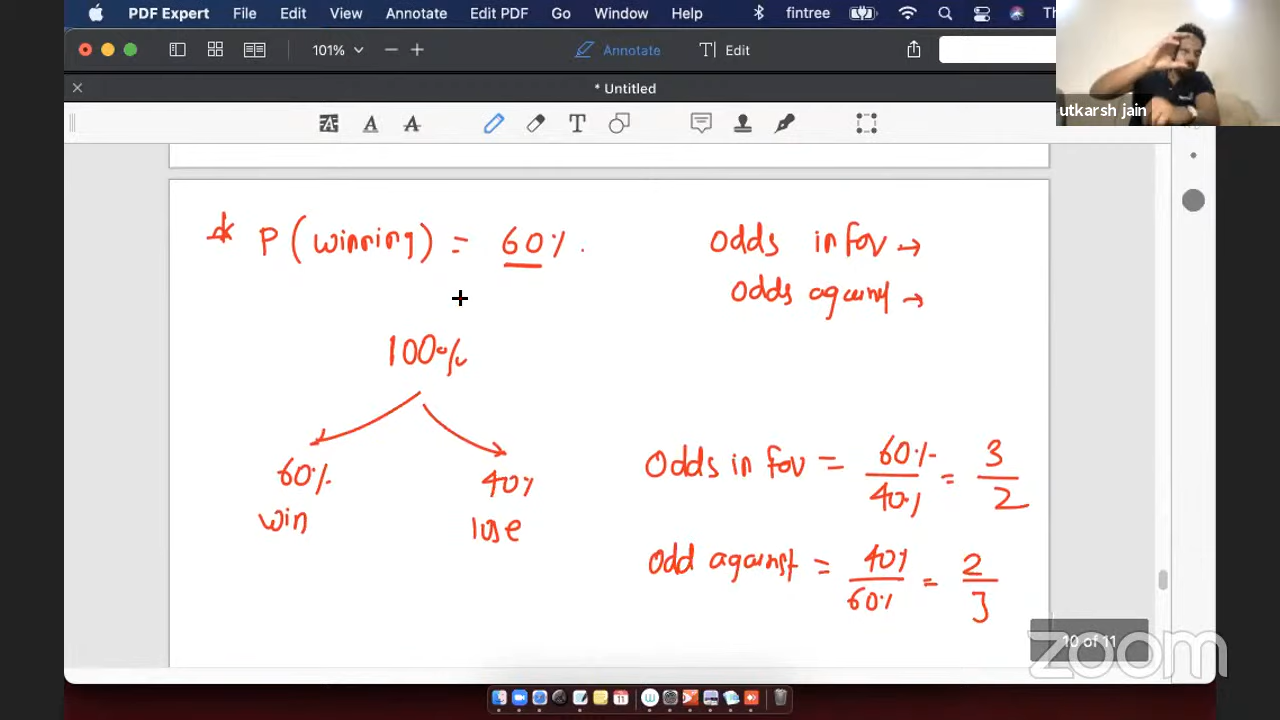 PDF Expert File Edit View Annotate Edit PDF Go Window Help fintree Th
101% Annotate T Edit
* Untitled
utkarsh jain
* P (winning) = 60%.
Odds in fav →
Odds against →
100%
60% win
40% lose
Odds in fav = 60% / 40% = 3 / 2
Odd against = 40% / 60% = 2 / 3
10 of 11
zoom